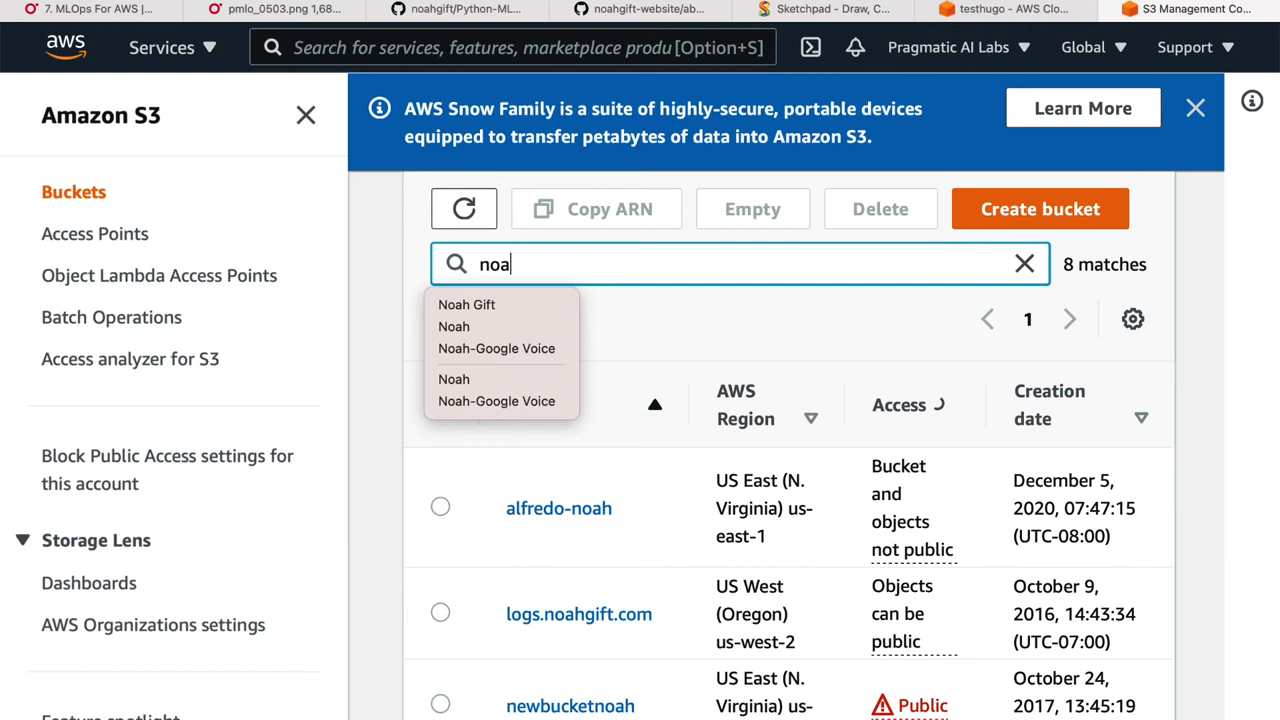 7. MLOps For AWS |...
pmlo_0503.png 1,68...
noahgift/Python-ML...
noahgift-website/ab...
Sketchpad - Draw, C...
testhugo - AWS Clo...
S3 Management Co...
aws
Services
Search for services, features, marketplace produ [Option+S]
Pragmatic AI Labs
Global
Support
Amazon S3
Buckets
Access Points
Object Lambda Access Points
Batch Operations
Access analyzer for S3
Block Public Access settings for
this account
Storage Lens
Dashboards
AWS Organizations settings
AWS Snow Family is a suite of highly-secure, portable devices
equipped to transfer petabytes of data into Amazon S3.
Learn More
Copy ARN
Empty
Delete
Create bucket
noa
8 matches
Noah Gift
Noah
Noah-Google Voice
Noah
Noah-Google Voice
1
AWS
Region
Access
Creation
date
alfredo-noah
US East (N.
Virginia) us-
east-1
Bucket
and
objects
not public
December 5,
2020, 07:47:15
(UTC-08:00)
logs.noahgift.com
US West
(Oregon)
us-west-2
Objects
can be
public
October 9,
2016, 14:43:34
(UTC-07:00)
newbucketnoah
US East (N.
Virginia) us-
Public
October 24,
2017, 13:45:19